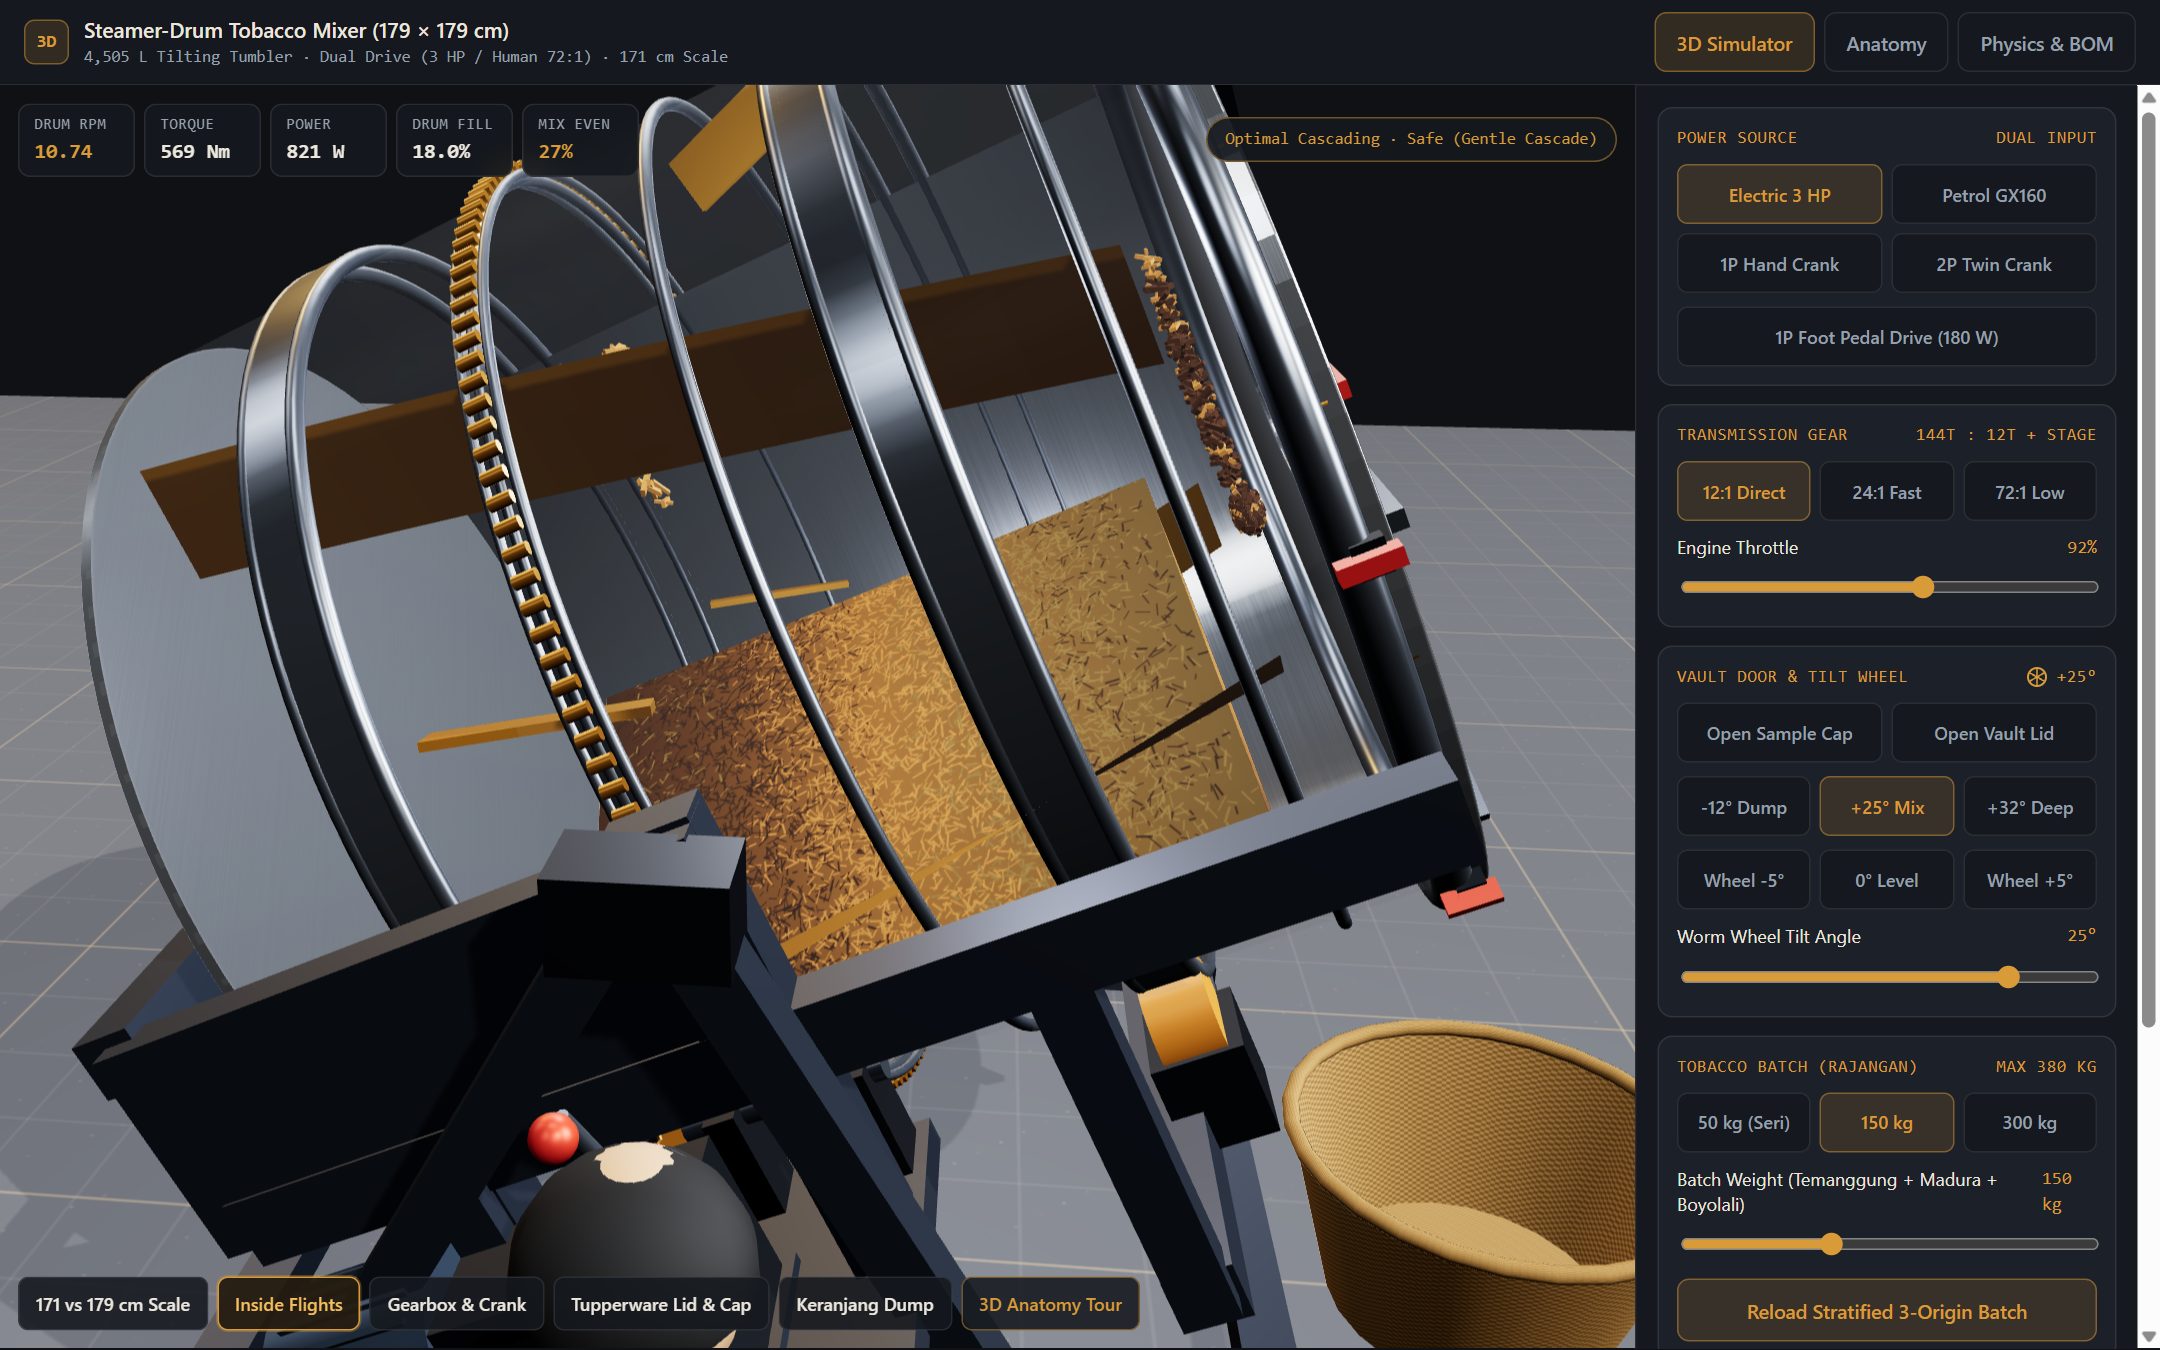 3D
Steamer-Drum Tobacco Mixer (179 × 179 cm)
4,505 L Tilting Tumbler · Dual Drive (3 HP / Human 72:1) · 171 cm Scale
3D Simulator
Anatomy
Physics & BOM
DRUM RPM
10.74
TORQUE
569 Nm
POWER
821 W
DRUM FILL
18.0%
MIX EVEN
27%
Optimal Cascading · Safe (Gentle Cascade)
POWER SOURCE
DUAL INPUT
Electric 3 HP
Petrol GX160
1P Hand Crank
2P Twin Crank
1P Foot Pedal Drive (180 W)
TRANSMISSION GEAR
144T : 12T + STAGE
12:1 Direct
24:1 Fast
72:1 Low
Engine Throttle
92%
VAULT DOOR & TILT WHEEL
+25°
Open Sample Cap
Open Vault Lid
-12° Dump
+25° Mix
+32° Deep
Wheel -5°
0° Level
Wheel +5°
Worm Wheel Tilt Angle
25°
TOBACCO BATCH (RAJANGAN)
MAX 380 KG
50 kg (Seri)
150 kg
300 kg
Batch Weight (Temanggung + Madura +
Boyolali)
150
kg
Reload Stratified 3-Origin Batch
171 vs 179 cm Scale
Inside Flights
Gearbox & Crank
Tupperware Lid & Cap
Keranjang Dump
3D Anatomy Tour